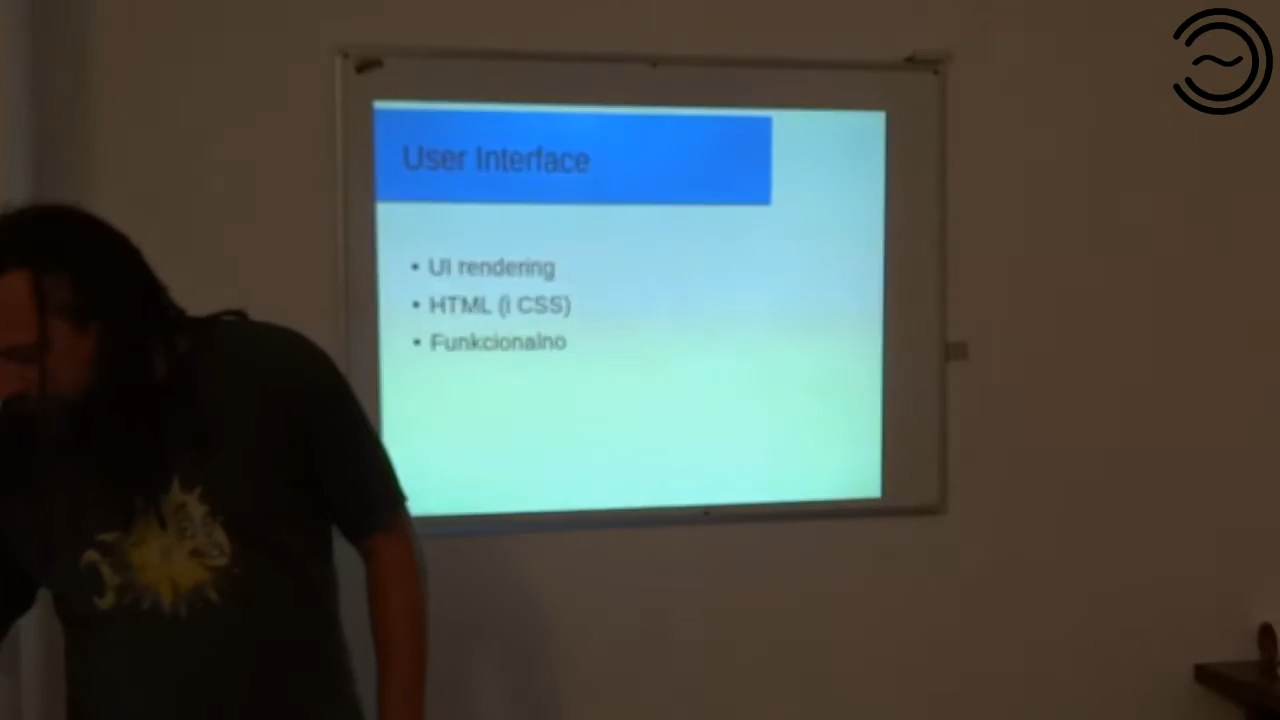 User Interface
• UI rendering
• HTML (i CSS)
• Funkcionalno